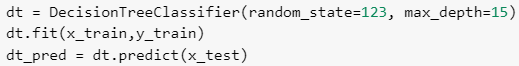 dt = DecisionTreeClassifier(random_state=123, max_depth=15)
dt.fit(x_train,y_train)
dt_pred = dt.predict(x_test)